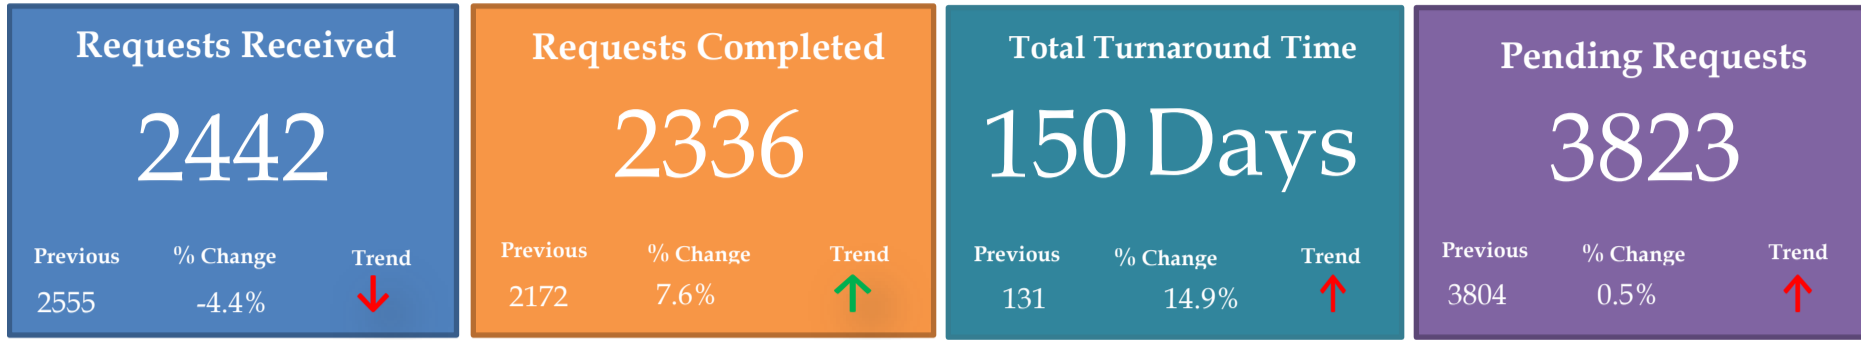 Requests Received
2442
Previous % Change Trend
2555 -4.4% ↓
Requests Completed
2336
Previous % Change Trend
2172 7.6% ↑
Total Turnaround Time
150 Days
Previous % Change Trend
131 14.9% ↑
Pending Requests
3823
Previous % Change Trend
3804 0.5% ↑